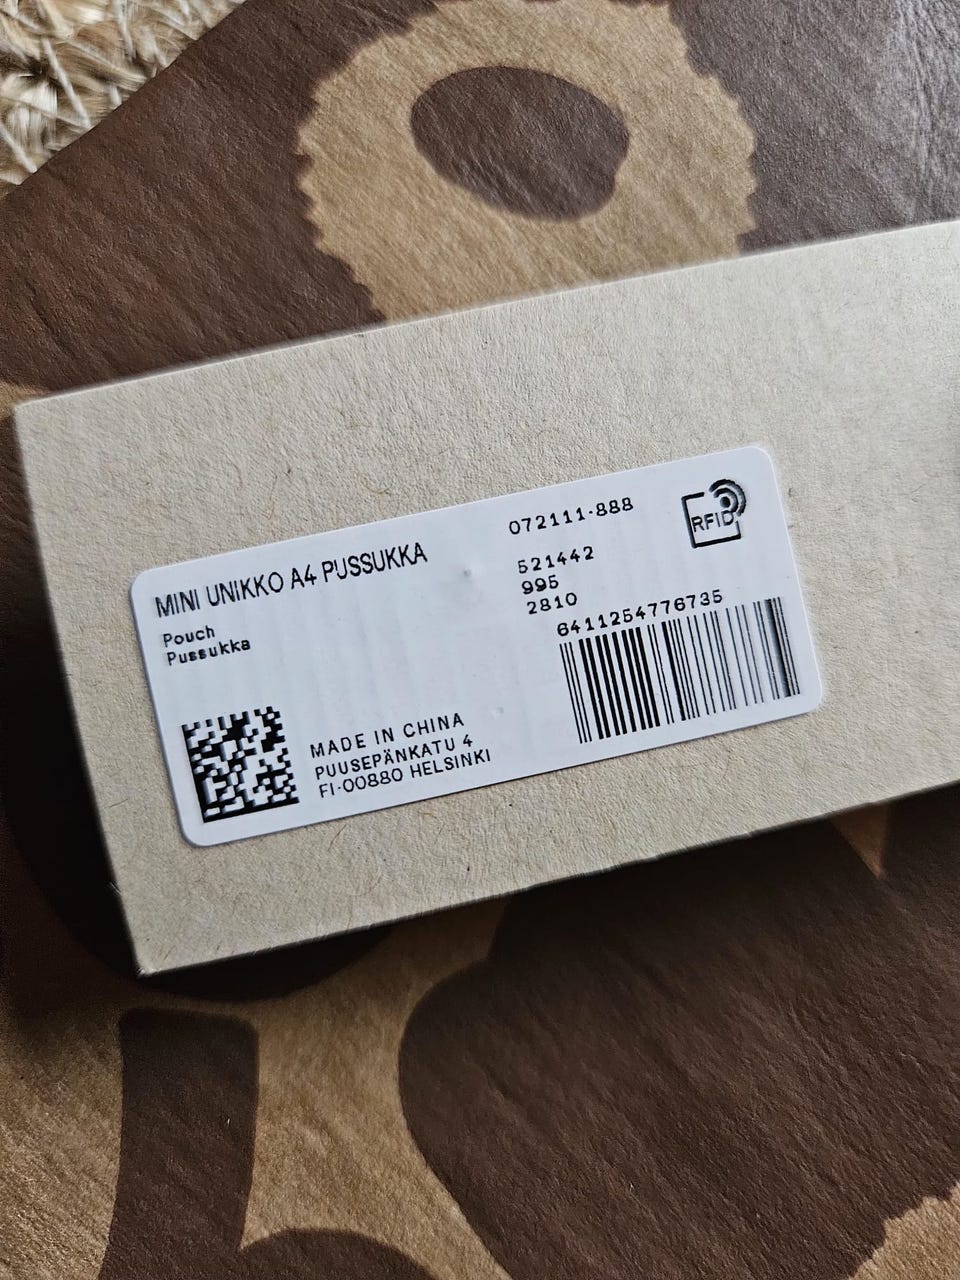 MINI UNIKKO A4 PUSSUKKA
Pouch
Pussukka
072111-888
521442
995
2810
RFID
6411254776735
MADE IN CHINA
PUUSEPÄNKATU 4
FI-00880 HELSINKI